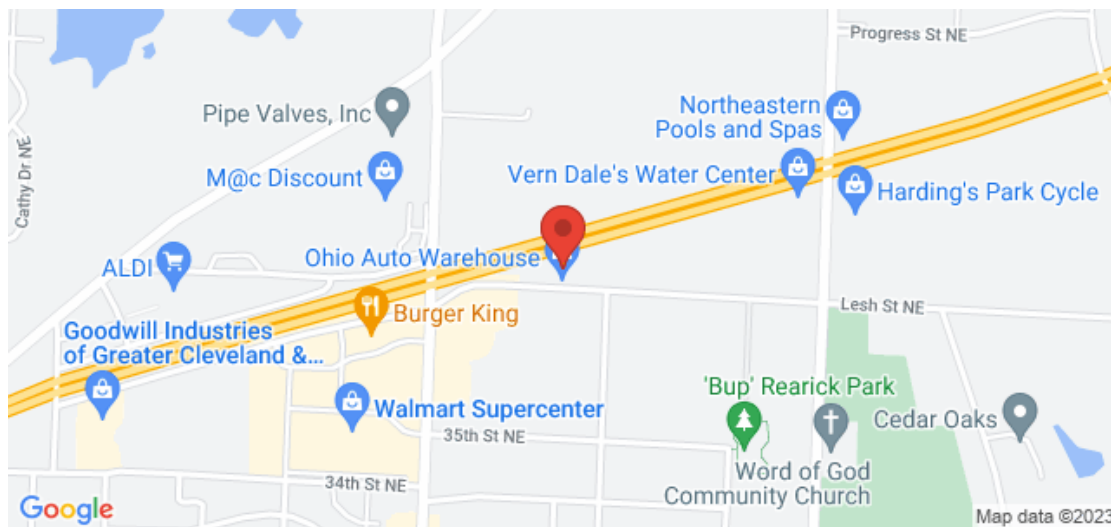 Progress St NE
Northeastern
Pools and Spas
Pipe Valves, Inc
Cathy Dr NE
M@c Discount
Vern Dale's Water Center
Harding's Park Cycle
Ohio Auto Warehouse
ALDI
Lesh St NE
Burger King
Goodwill Industries
of Greater Cleveland &...
'Bup' Rearick Park
Walmart Supercenter
Cedar Oaks
35th St NE
Word of God
Community Church
34th St NE
Google
Map data ©2023